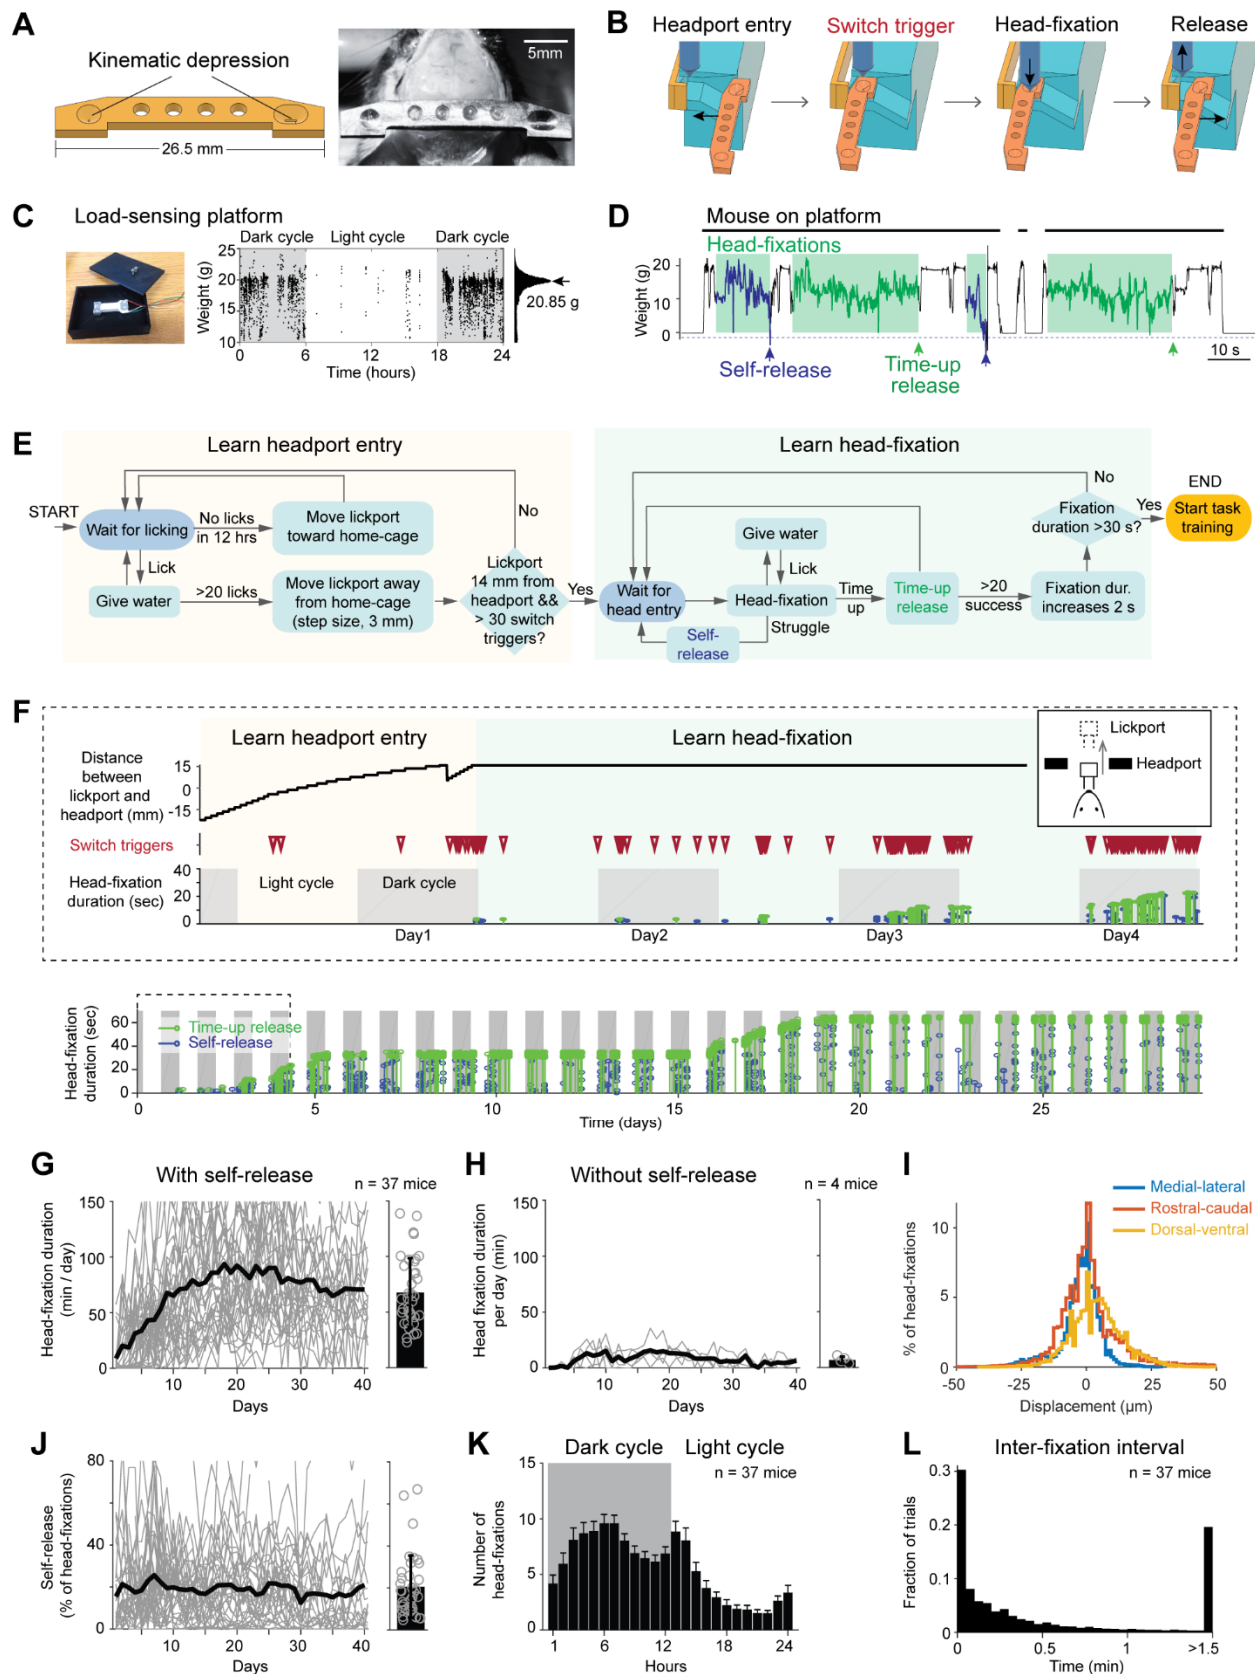 A
Kinematic depression
26.5 mm
5mm
B
Headport entry
Switch trigger
Head-fixation
Release
C
Load-sensing platform
Dark cycle
Light cycle
Dark cycle
Weight (g)
25
20
15
10
0
6
12
18
24
Time (hours)
20.85 g
D
Mouse on platform
Head-fixations
Weight (g)
20
10
0
Self-release
Time-up
release
10 s
E
Learn headport entry
START
Wait for licking
No licks
in 12 hrs
Move lickport
toward home-cage
Lick
Give water
>20 licks
Move lickport away
from home-cage
(step size, 3 mm)
No
Lickport
14 mm from
headport &&
> 30 switch
triggers?
Yes
Learn head-fixation
Wait for
head entry
Give water
Lick
Head-fixation
Struggle
Self-
release
Time
up
Time-up
release
>20
success
Fixation dur.
increases 2 s
Fixation
duration >30 s?
No
Yes
END
Start task
training
F
Learn headport entry
Learn head-fixation
Lickport
Headport
Distance
between
lickport and
headport (mm)
15
0
-15
Switch triggers
Head-fixation
duration (sec)
40
20
0
Light cycle
Dark cycle
Day1
Day2
Day3
Day4
Head-fixation
duration (sec)
60
40
20
0
Time-up release
Self-release
0
5
10
15
20
25
Time (days)
G
With self-release
n = 37 mice
Head-fixation duration
(min / day)
150
100
50
0
10
20
30
40
Days
H
Without self-release
n = 4 mice
Head fixation duration
per day (min)
150
100
50
0
10
20
30
40
Days
I
Medial-lateral
Rostral-caudal
Dorsal-ventral
% of head-fixations
10
5
0
-50
-25
0
25
50
Displacement (µm)
J
Self-release
(% of head-fixations)
80
40
20
0
10
20
30
40
Days
K
Dark cycle
Light cycle
n = 37 mice
Number of
head-fixations
15
10
5
0
1
6
12
18
24
Hours
L
Inter-fixation interval
n = 37 mice
Fraction of trials
0.3
0.2
0.1
0
0
0.5
1
>1.5
Time (min)